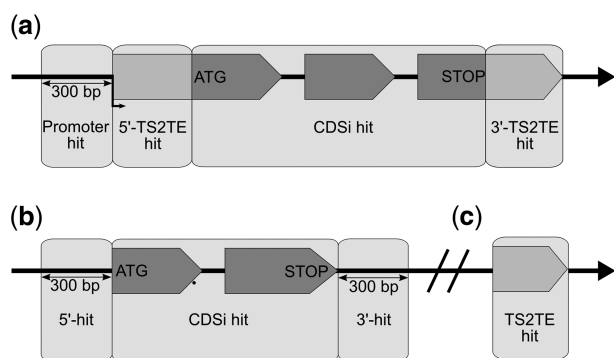 (a)
ATG
STOP
300 bp
Promoter
hit
5'-TS2TE
hit
CDSi hit
3'-TS2TE
hit
(b)
(c)
ATG
STOP
300 bp
300 bp
5'-hit
CDSi hit
3'-hit
TS2TE
hit